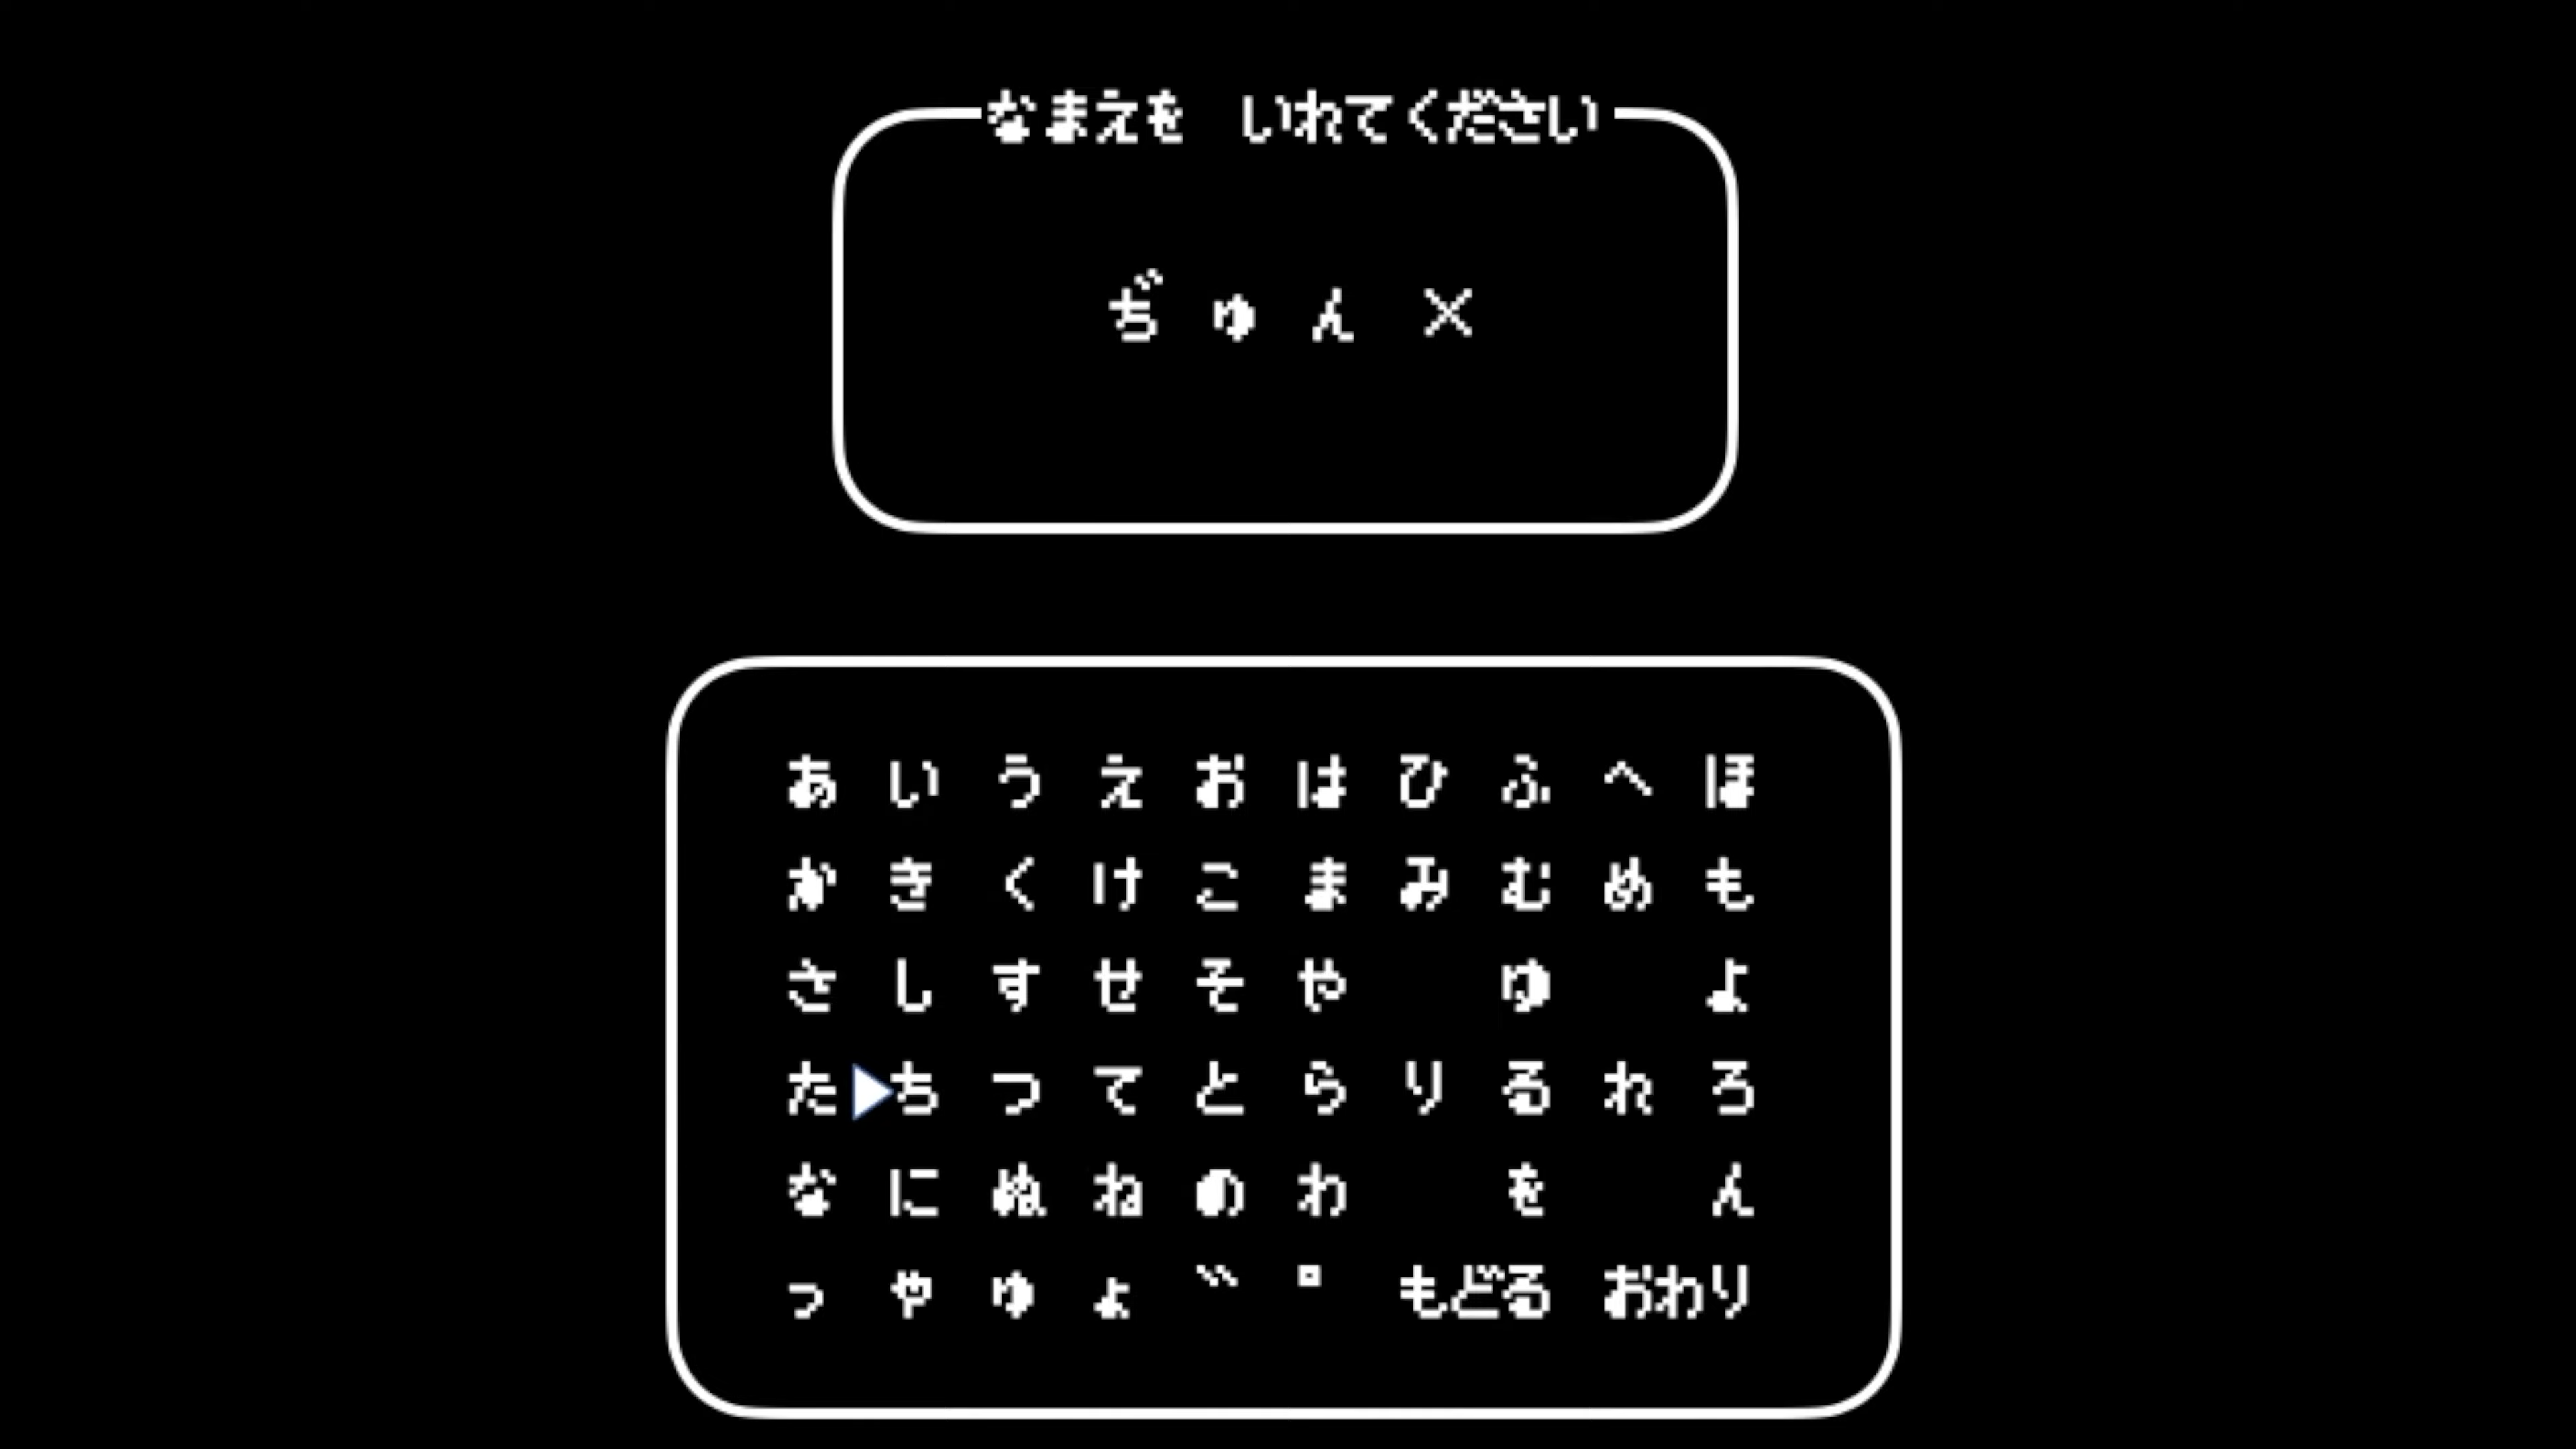 なまえを いれてください
ぢゅん×
あ い う え お は ひ ふ へ ほ
か き く け こ ま み む め も
さ し す せ そ や ゆ よ
た ▶ち つ て と ら り る れ ろ
な に ぬ ね の わ を ん
っ ゃ ゅ ょ ゛ ゜ もどる おわり